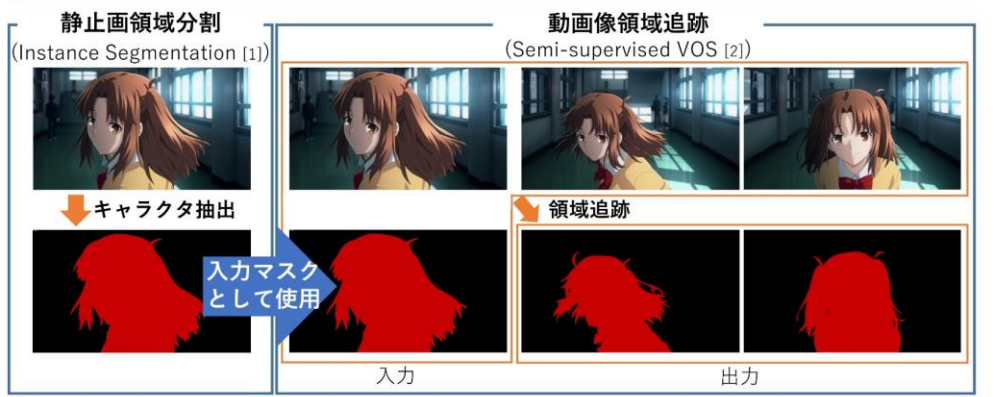 静止画領域分割
(Instance Segmentation [1])
キャラクタ抽出
入力マスク
として使用
動画像領域追跡
(Semi-supervised VOS [2])
領域追跡
入力
出力